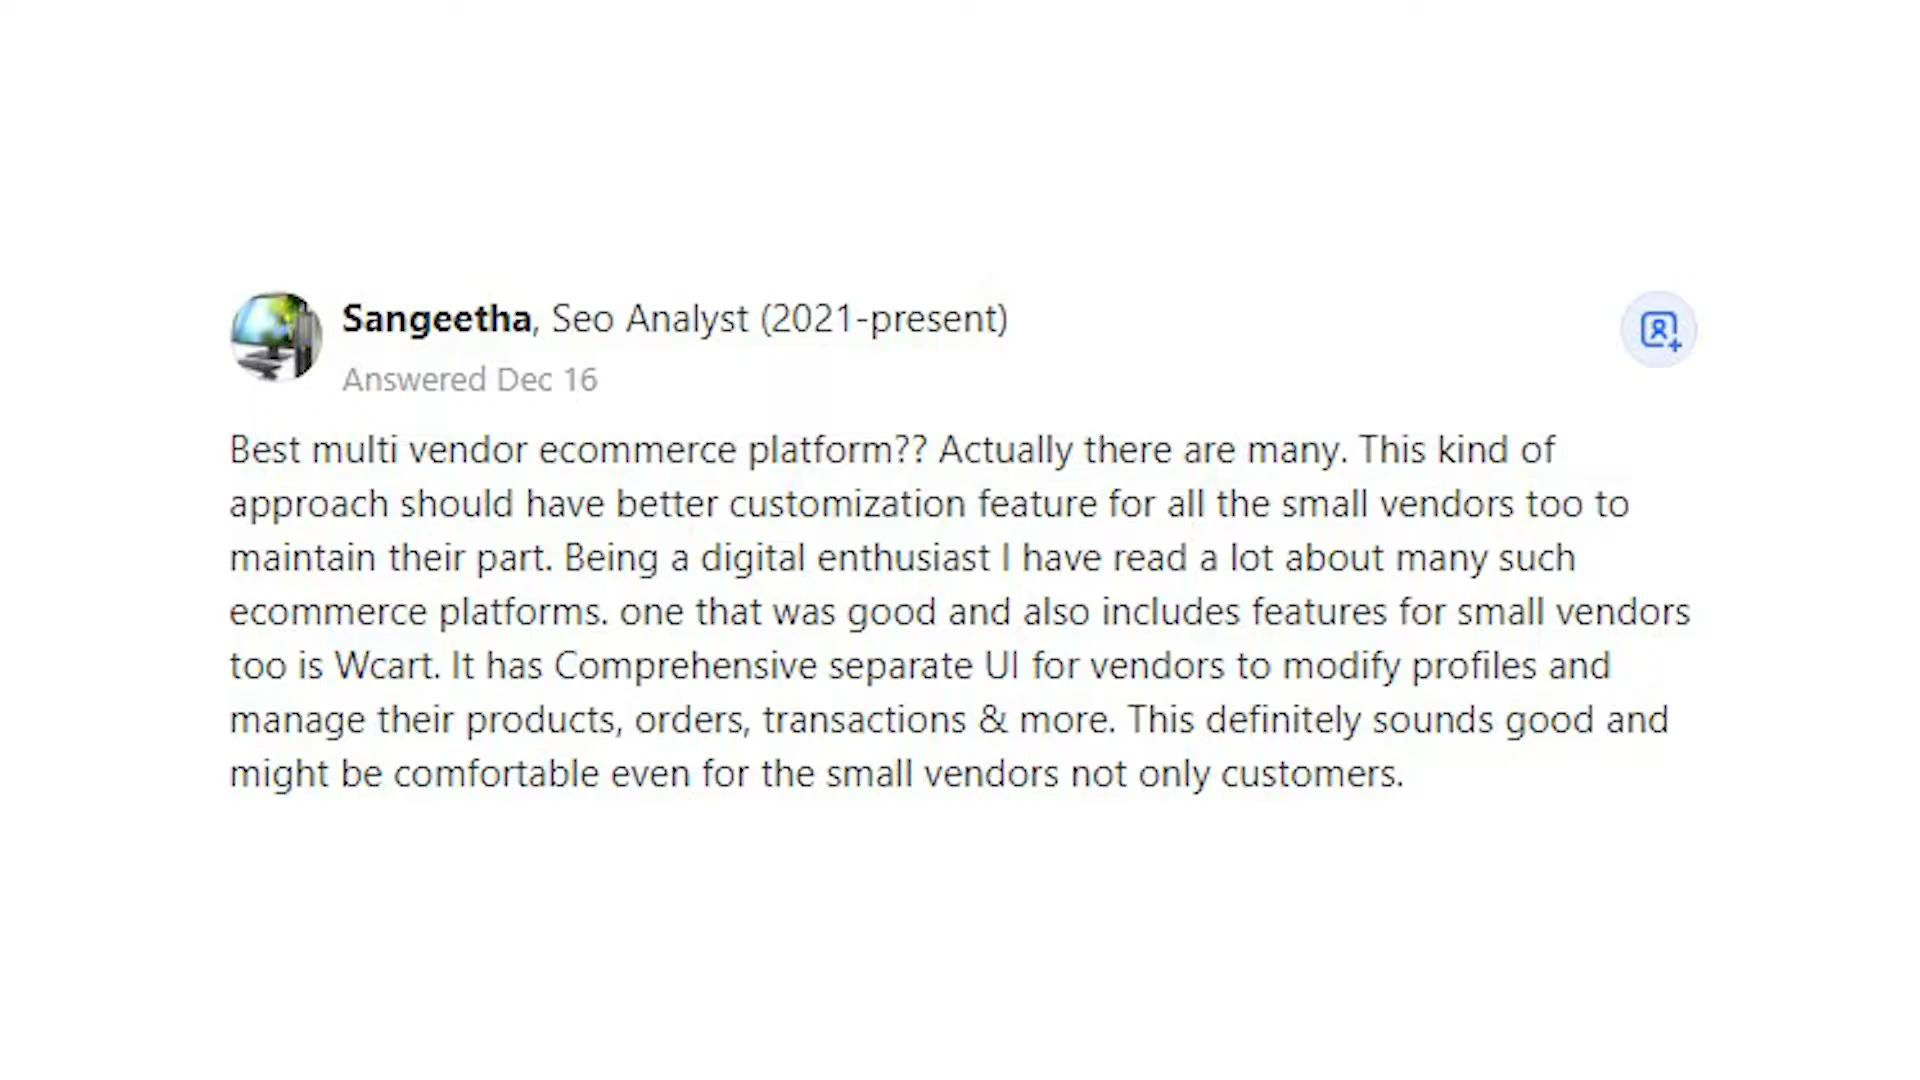 Sangeetha, Seo Analyst (2021-present)
Answered Dec 16
Best multi vendor ecommerce platform?? Actually there are many. This kind of
approach should have better customization feature for all the small vendors too to
maintain their part. Being a digital enthusiast I have read a lot about many such
ecommerce platforms. one that was good and also includes features for small vendors
too is Wcart. It has Comprehensive separate UI for vendors to modify profiles and
manage their products, orders, transactions & more. This definitely sounds good and
might be comfortable even for the small vendors not only customers.